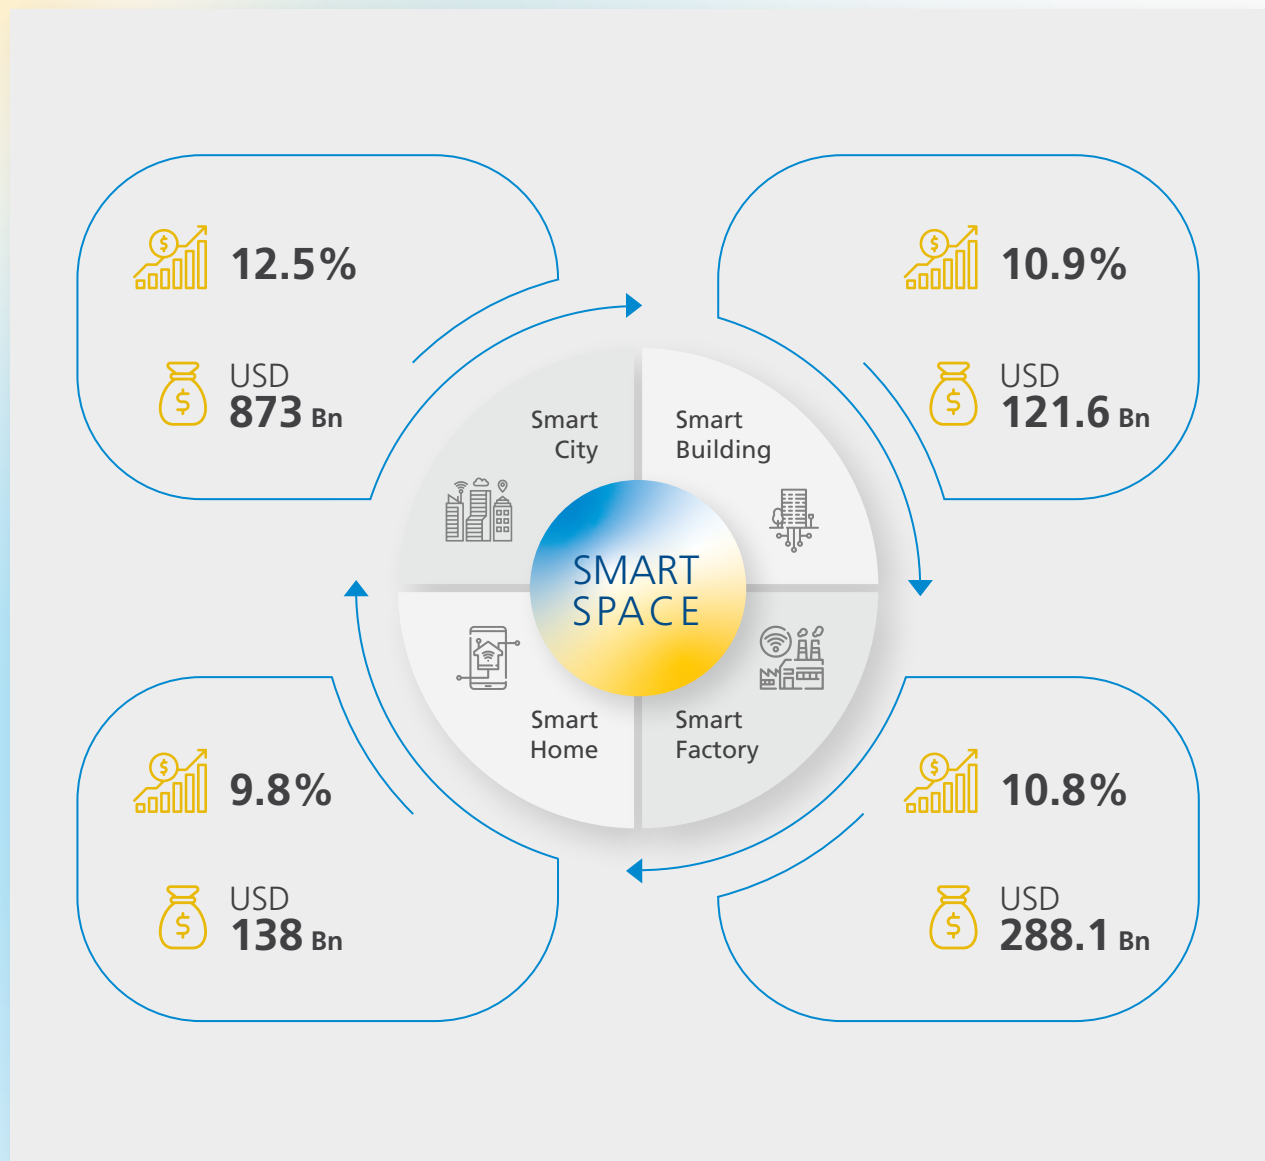 12.5%
USD
873 Bn
10.9%
USD
121.6 Bn
Smart
City
Smart
Building
SMART
SPACE
Smart
Home
Smart
Factory
9.8%
USD
138 Bn
10.8%
USD
288.1 Bn